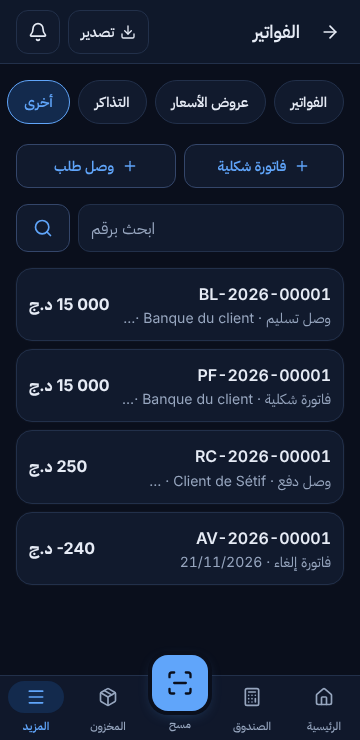 الفواتير
تصدير
الفواتير
عروض الأسعار
التذاكر
أخرى
+ فاتورة شكلية
+ وصل طلب
ابحث برقم
BL-2026-00001
15 000 د.ج
وصل تسليم · Banque du client ·...
PF-2026-00001
15 000 د.ج
فاتورة شكلية · Banque du client ·...
RC-2026-00001
250 د.ج
وصل دفع · Client de Sétif · ...
AV-2026-00001
-240 د.ج
فاتورة إلغاء · 21/11/2026
الرئيسية
الصندوق
مسح
المخزون
المزيد